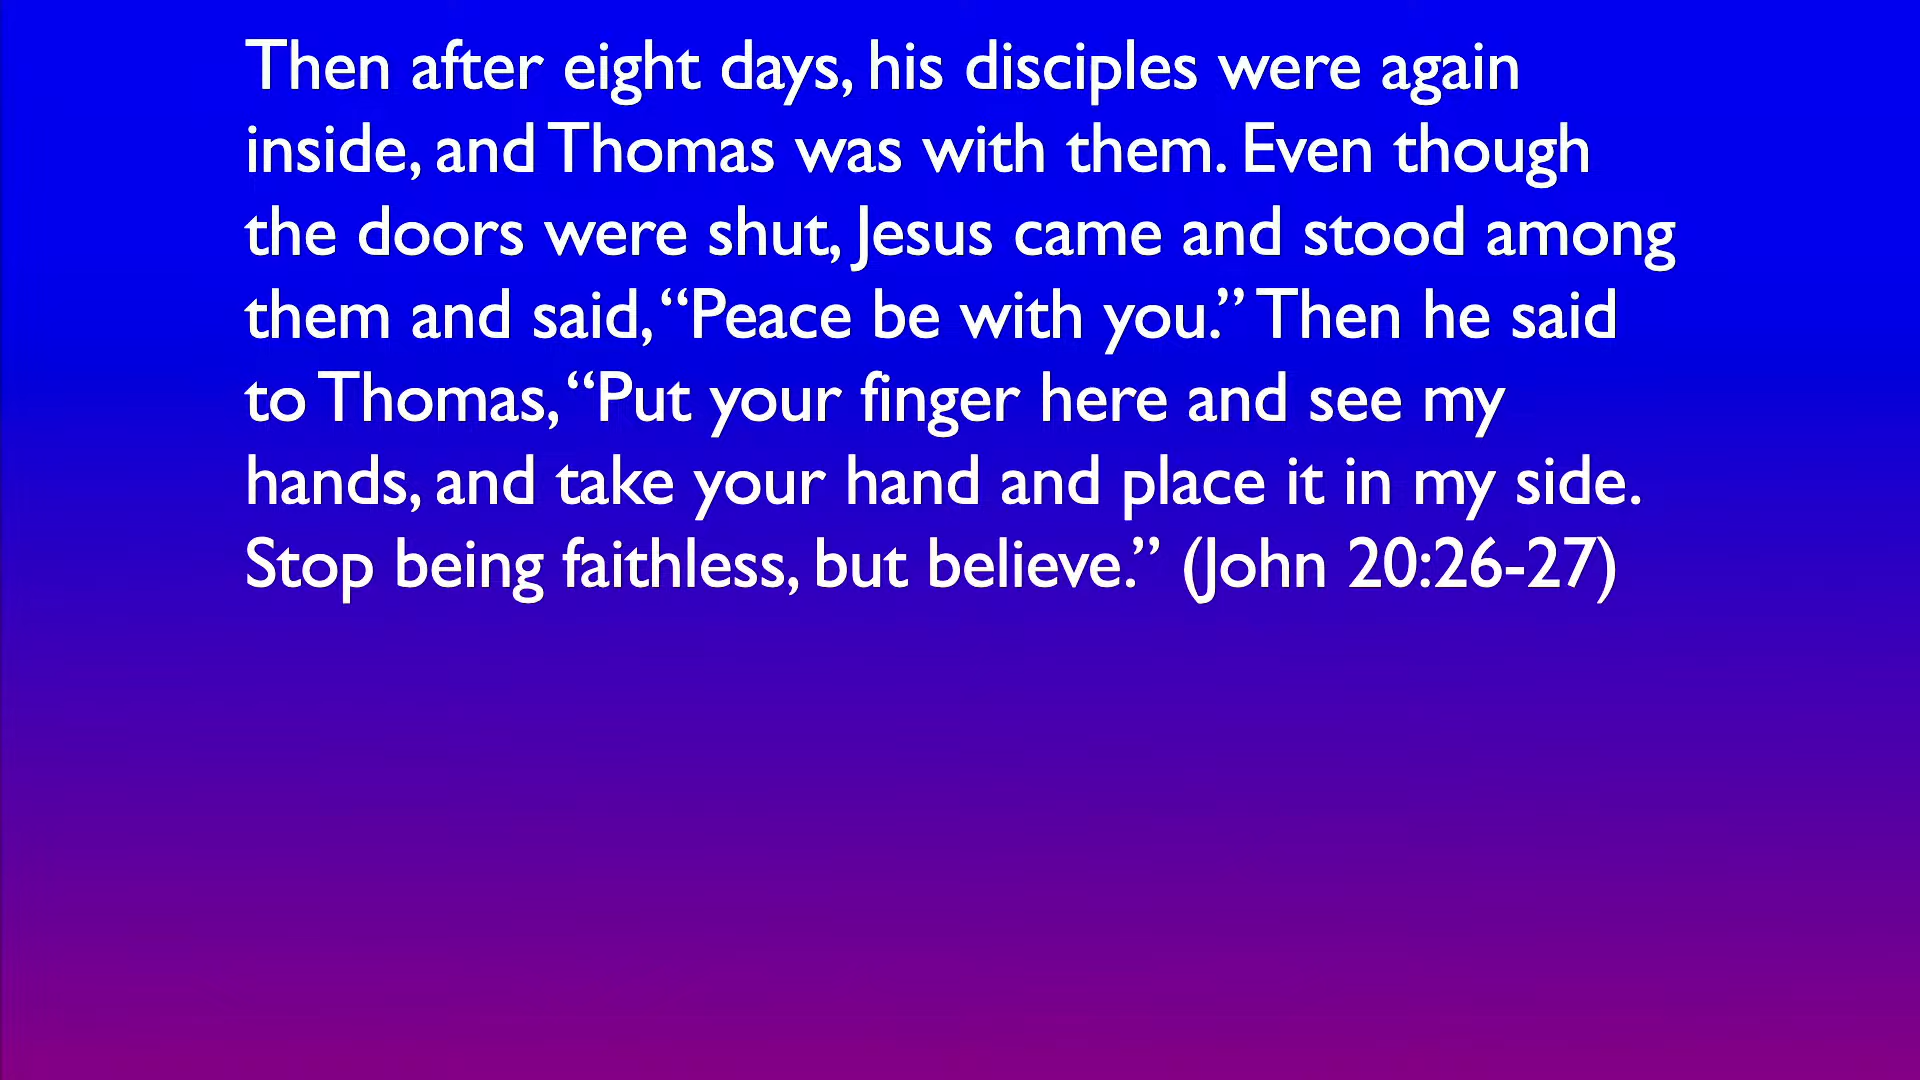 Then after eight days, his disciples were again
inside, and Thomas was with them. Even though
the doors were shut, Jesus came and stood among
them and said, “Peace be with you.” Then he said
to Thomas, “Put your finger here and see my
hands, and take your hand and place it in my side.
Stop being faithless, but believe.” (John 20:26-27)